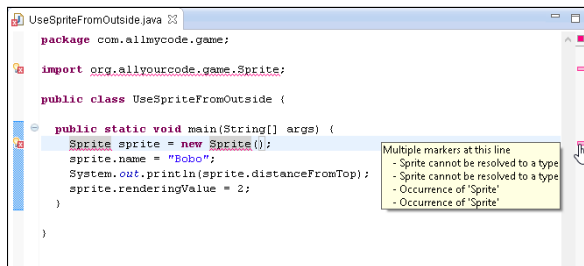 UseSpriteFromOutside.java
package com.allmycode.game;
import org.allyourcode.game.Sprite;
public class UseSpriteFromOutside {
public static void main(String[] args) {
Sprite sprite = new Sprite();
sprite.name = "Bobo";
System.out.println(sprite.distanceFromTop);
sprite.renderingValue = 2;
}
}
Multiple markers at this line
- Sprite cannot be resolved to a type
- Sprite cannot be resolved to a type
- Occurrence of 'Sprite'
- Occurrence of 'Sprite'